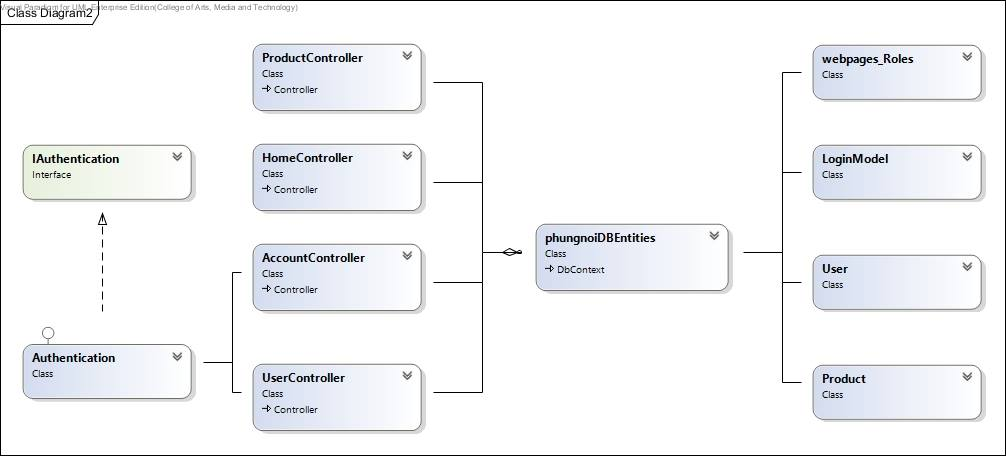 Visual Paradigm for UML Enterprise Edition(College of Arts, Media and Technology)
Class Diagram2
ProductController
Class
Controller
HomeController
Class
Controller
IAuthentication
Interface
AccountController
Class
Controller
Authentication
Class
UserController
Class
Controller
phungnoiDBEntities
Class
DbContext
webpages_Roles
Class
LoginModel
Class
User
Class
Product
Class